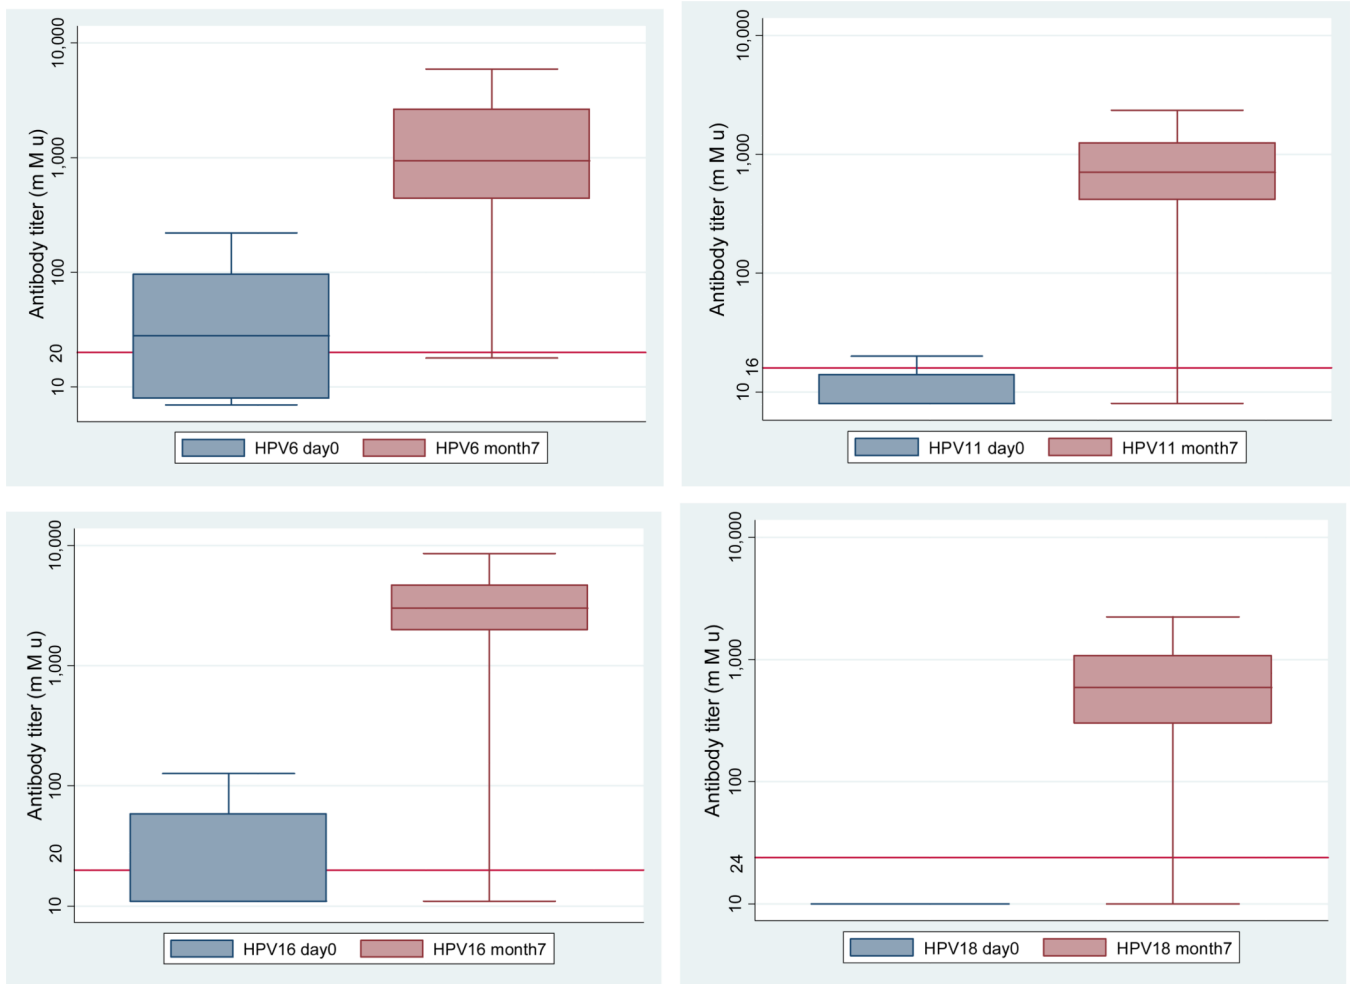 10,000
1,000
100
20
10
Antibody titer (m M u)
HPV6 day0 HPV6 month7
10,000
1,000
100
16
10
Antibody titer (m M u)
HPV11 day0 HPV11 month7
10,000
1,000
100
20
10
Antibody titer (m M u)
HPV16 day0 HPV16 month7
10,000
1,000
100
24
10
Antibody titer (m M u)
HPV18 day0 HPV18 month7